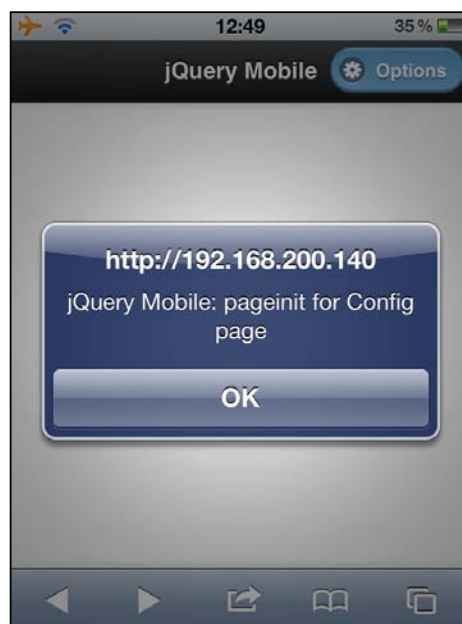 12:49
35 %
jQuery Mobile
Options
http://192.168.200.140
jQuery Mobile: pageinit for Config
page
OK